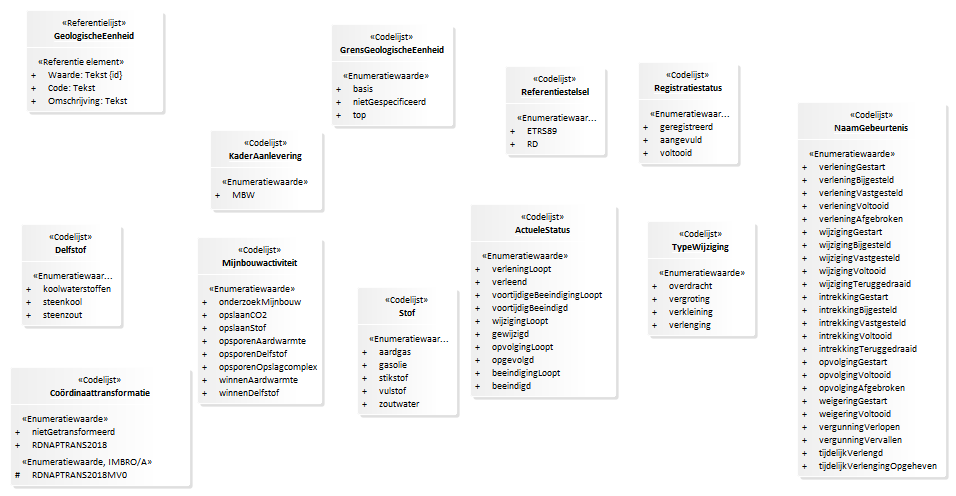 «Referentielijst»
GeologischeEenheid
«Referentie element»
+ Waarde: Tekst {id}
+ Code: Tekst
+ Omschrijving: Tekst
«Codelijst»
GrensGeologischeEenheid
«Enumeratiewaarde»
+ basis
+ nietGespecificeerd
+ top
«Codelijst»
Referentiestelsel
«Enumeratiewaar...
+ ETRS89
+ RD
«Codelijst»
Registratiestatus
«Enumeratiewaar...
+ geregistreerd
+ aangevuld
+ voltooid
«Codelijst»
NaamGebeurtenis
«Enumeratiewaarde»
+ verleningGestart
+ verleningBijgesteld
+ verleningVastgesteld
+ verleningVoltooid
+ verleningAfgebroken
+ wijzigingGestart
+ wijzigingBijgesteld
+ wijzigingVastgesteld
+ wijzigingVoltooid
+ wijzigingTeruggedraaid
+ intrekkingGestart
+ intrekkingBijgesteld
+ intrekkingVastgesteld
+ intrekkingVoltooid
+ intrekkingTeruggedraaid
+ opvolgingGestart
+ opvolgingVoltooid
+ opvolgingAfgebroken
+ weigeringGestart
+ weigeringVoltooid
+ vergunningVerlopen
+ vergunningVervallen
+ tijdelijkVerlengd
+ tijdelijkVerlengingOpgeheven
«Codelijst»
KaderAanlevering
«Enumeratiewaarde»
+ MBW
«Codelijst»
Delfstof
«Enumeratiewaar...
+ koolwaterstoffen
+ steenkool
+ steenzout
«Codelijst»
Mijnbouwactiviteit
«Enumeratiewaarde»
+ onderzoekMijnbouw
+ opslaanCO2
+ opslaanStof
+ opsporenAardwarmte
+ opsporenDelfstof
+ opsporenOpslagcomplex
+ winnenAardwarmte
+ winnenDelfstof
«Codelijst»
Stof
«Enumeratiewaar...
+ aardgas
+ gasolie
+ stikstof
+ vulstof
+ zoutwater
«Codelijst»
ActueleStatus
«Enumeratiewaarde»
+ verleningLoopt
+ verleend
+ voortijdigeBeeindigingLoopt
+ voortijdigBeeindigd
+ wijzigingLoopt
+ gewijzigd
+ opvolgingLoopt
+ opgevolgd
+ beeindigingLoopt
+ beeindigd
«Codelijst»
TypeWijziging
«Enumeratiewaarde»
+ overdracht
+ vergroting
+ verkleining
+ verlenging
«Codelijst»
Coördinaattransformatie
«Enumeratiewaarde»
+ nietGetransformeerd
+ RDNAPTRANS2018
«Enumeratiewaarde, IMBRO/A»
# RDNAPTRANS2018MV0